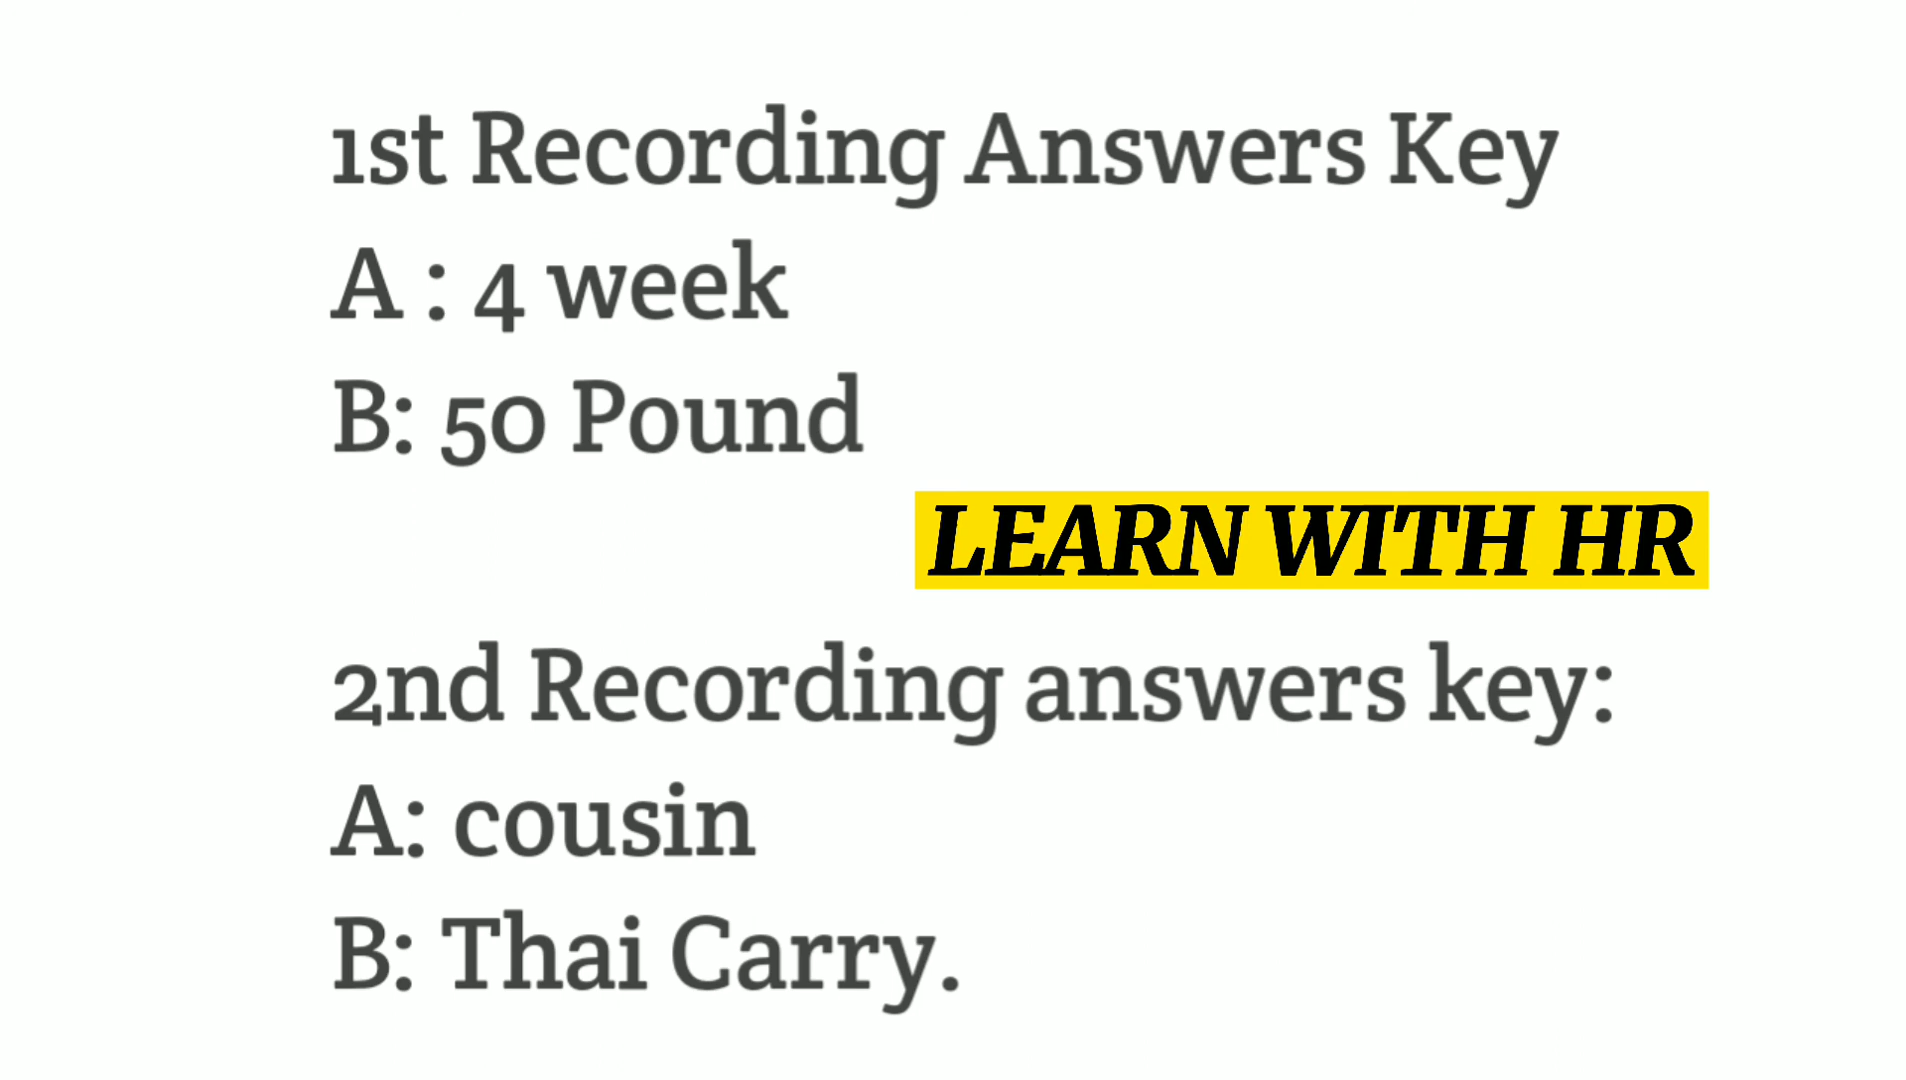 1st Recording Answers Key
A : 4 week
B: 50 Pound
LEARN WITH HR
2nd Recording answers key:
A: cousin
B: Thai Carry.